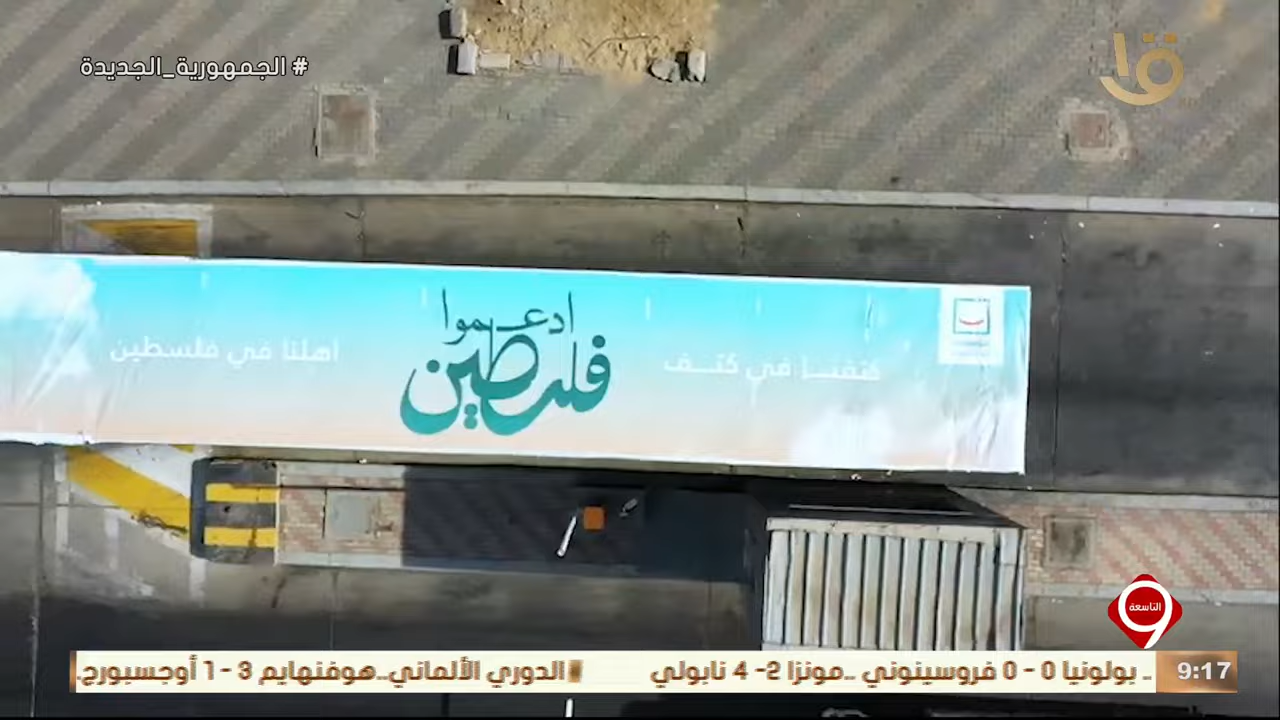 #الجمهورية_الجديدة
كتفنا في كتف
ادعموا
فلسطين
أهلنا في فلسطين
التاسعة
9
9:17
.. بولونيا 0 - 0 فروسينوني ..مونزا 2- 4 نابولي
الدوري الألماني..هوفنهايم 3 - 1 أوجسبورج.